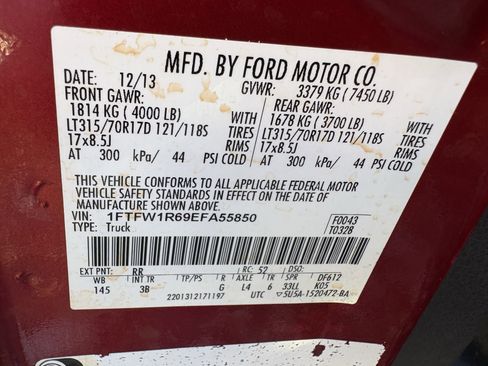 MFD. BY FORD MOTOR CO.
DATE: 12/13 GVWR: 3379 KG ( 7450 LB)
FRONT GAWR: REAR GAWR:
1814 KG ( 4000 LB) WITH 1678 KG ( 3700 LB) WITH
LT315/70R17D 121/118S TIRES LT315/70R17D 121/118S TIRES
17x8.5J RIMS 17x8.5J RIMS
AT 300 kPa/ 44 PSI COLD AT 300 kPa/ 44 PSI COLD
THIS VEHICLE CONFORMS TO ALL APPLICABLE FEDERAL MOTOR
VEHICLE SAFETY STANDARDS IN EFFECT ON THE DATE OF
MANUFACTURE SHOWN ABOVE.
VIN: 1FTFW1R69EFA55850 F0043
TYPE: Truck T0328
EXT PNT: RR RC: 52 DSO:
WB INT TR TP/PS R AXLE TR SPR DF612
145 3B G L4 6 33LL K05
2201312171197 UTC 5U5A-1520472-BA